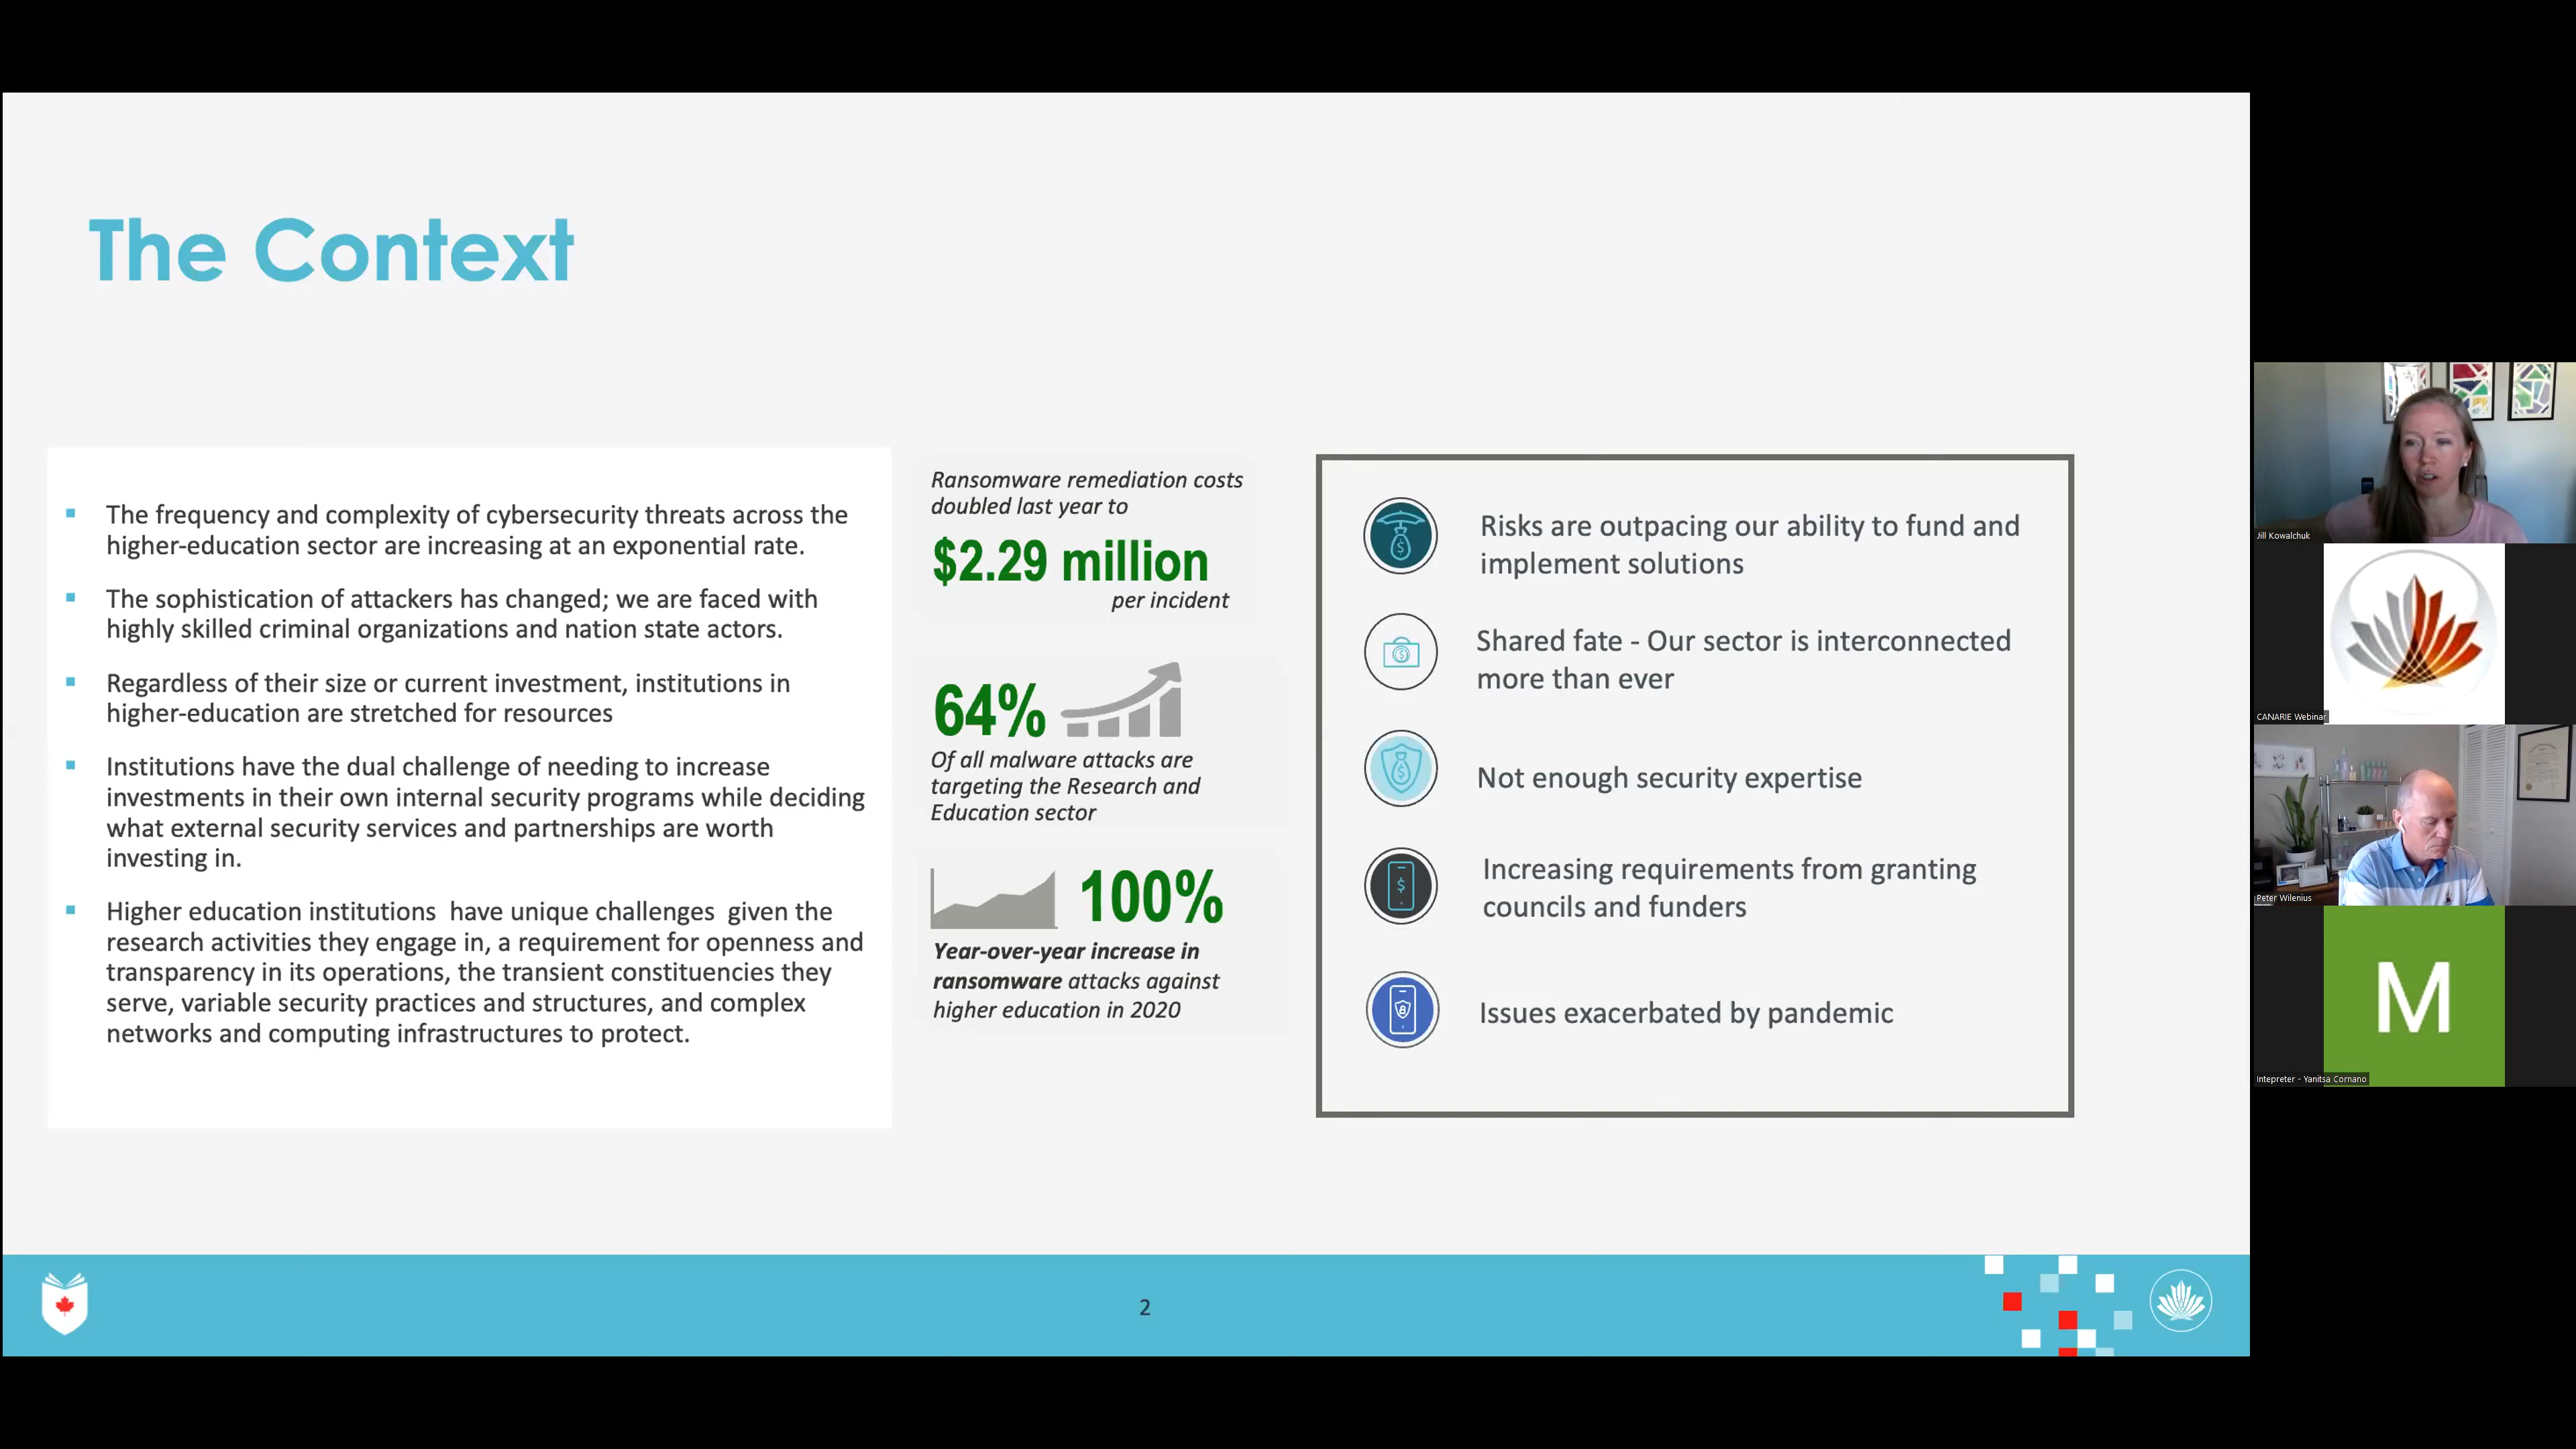 The Context
The frequency and complexity of cybersecurity threats across the
higher-education sector are increasing at an exponential rate.
The sophistication of attackers has changed; we are faced with
highly skilled criminal organizations and nation state actors.
Regardless of their size or current investment, institutions in
higher-education are stretched for resources
Institutions have the dual challenge of needing to increase
investments in their own internal security programs while deciding
what external security services and partnerships are worth
investing in.
Higher education institutions  have unique challenges  given the
research activities they engage in, a requirement for openness and
transparency in its operations, the transient constituencies they
serve, variable security practices and structures, and complex
networks and computing infrastructures to protect.
Ransomware remediation costs
doubled last year to
$2.29 million
per incident
64%
Of all malware attacks are
targeting the Research and
Education sector
100%
Year-over-year increase in
ransomware attacks against
higher education in 2020
Risks are outpacing our ability to fund and
implement solutions
Shared fate - Our sector is interconnected
more than ever
Not enough security expertise
Increasing requirements from granting
councils and funders
Issues exacerbated by pandemic
2
Jill Kowalchuk
CANARIE Webinar
Peter Wilenius
M
Intepreter - Yanitsa Cornano